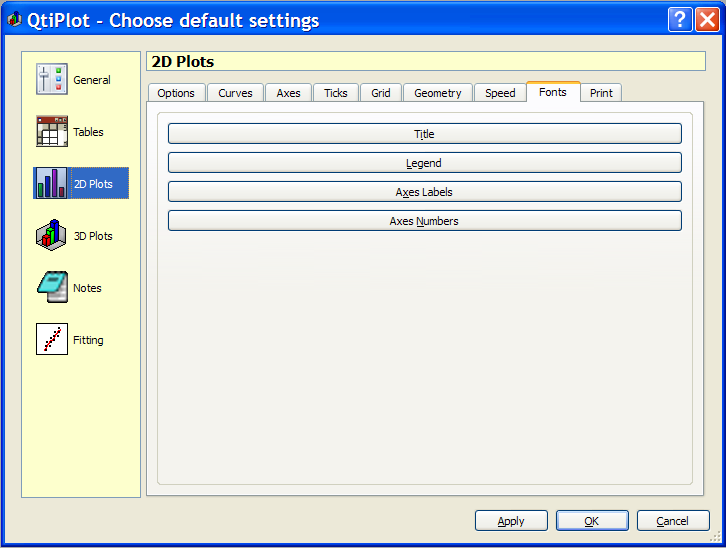 QtiPlot - Choose default settings
General
Tables
2D Plots
3D Plots
Notes
Fitting
2D Plots
Options Curves Axes Ticks Grid Geometry Speed Fonts Print
Title
Legend
Axes Labels
Axes Numbers
Apply OK Cancel